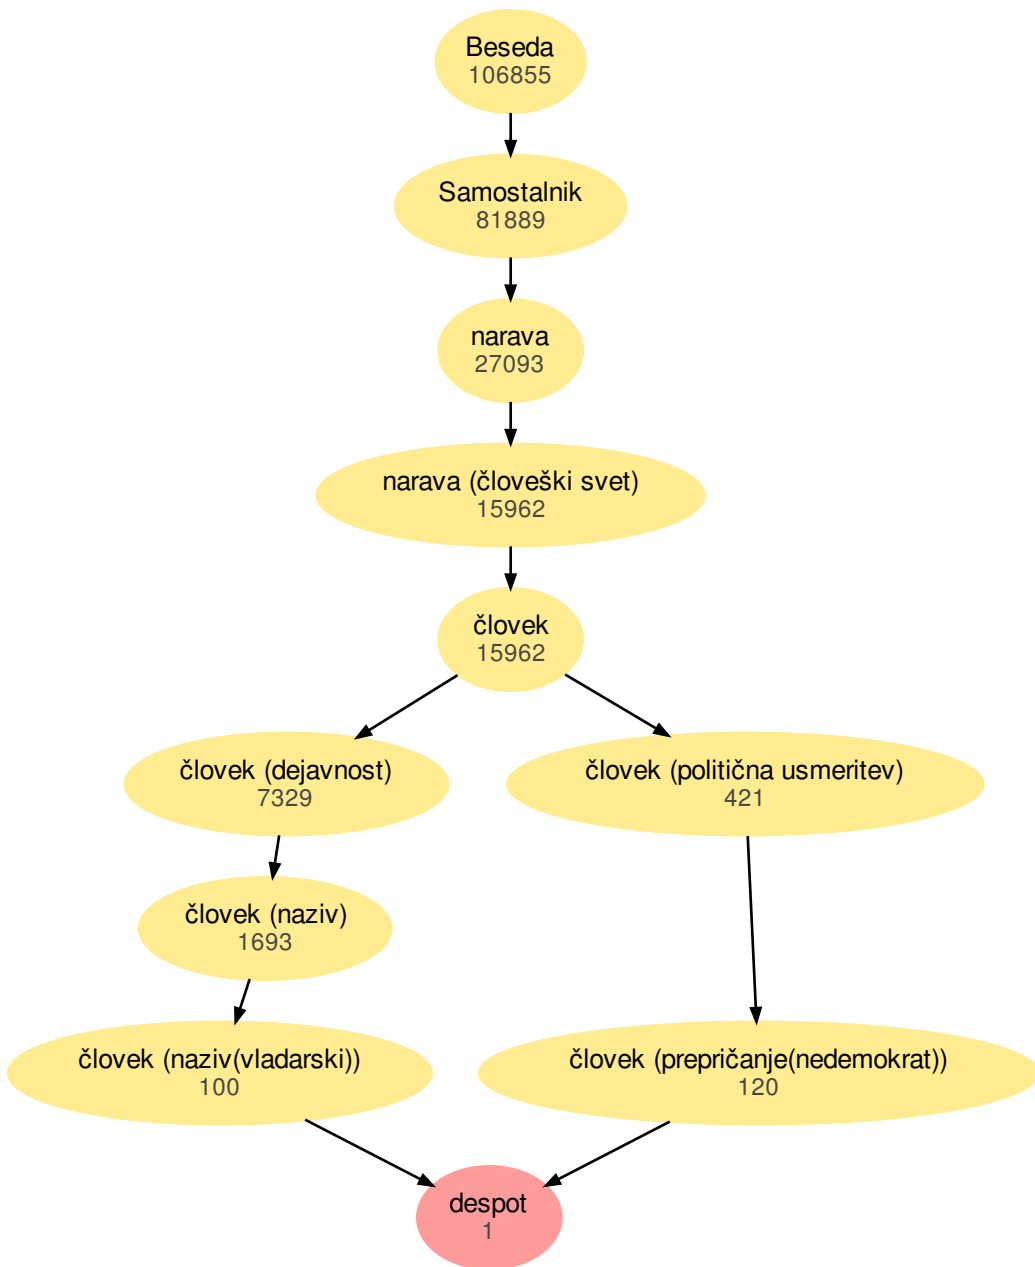 Beseda
106855
Samostalnik
81889
narava
27093
narava (človeški svet)
15962
človek
15962
človek (dejavnost)
7329
človek (politična usmeritev)
421
človek (naziv)
1693
človek (naziv(vladarski))
100
človek (prepričanje(nedemokrat))
120
despot
1